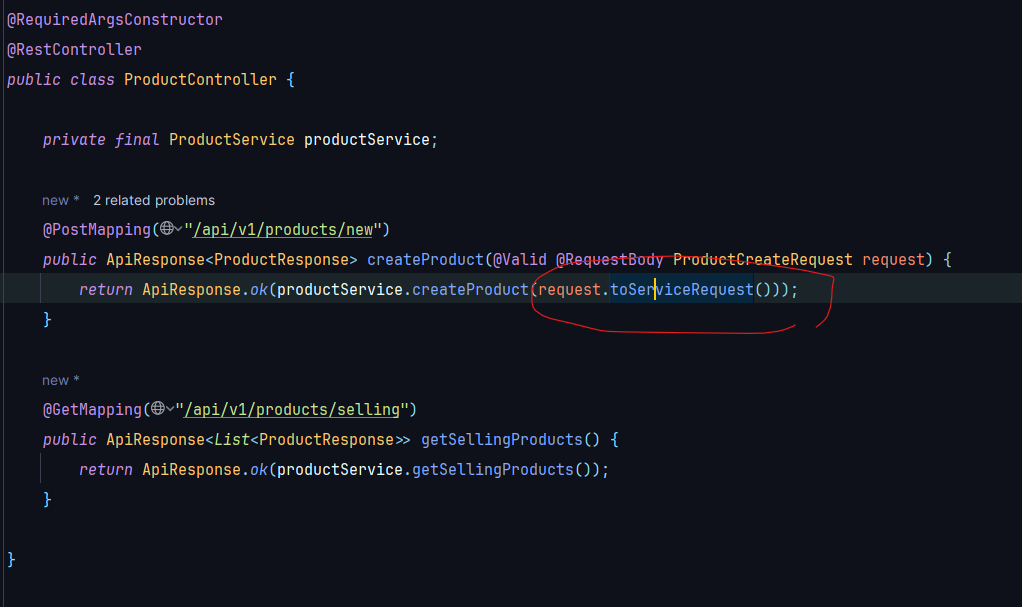 @RequiredArgsConstructor
@RestController
public class ProductController {
private final ProductService productService;
new *  2 related problems
@PostMapping("/api/v1/products/new")
public ApiResponse<ProductResponse> createProduct(@Valid @RequestBody ProductCreateRequest request) {
return ApiResponse.ok(productService.createProduct(request.toServiceRequest()));
}
new *
@GetMapping("/api/v1/products/selling")
public ApiResponse<List<ProductResponse>> getSellingProducts() {
return ApiResponse.ok(productService.getSellingProducts());
}
}